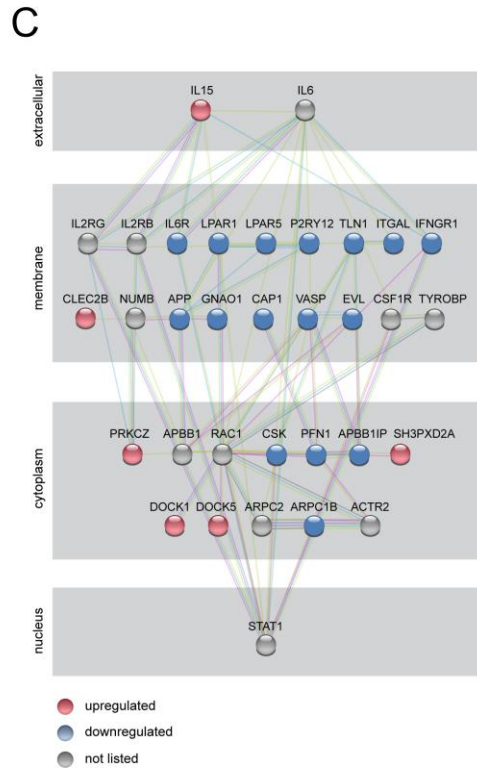 C
extracellular
IL15 IL6
membrane
IL2RG IL2RB IL6R LPAR1 LPAR5 P2RY12 TLN1 ITGAL IFNGR1
CLEC2B NUMB APP GNAO1 CAP1 VASP EVL CSF1R TYROBP
cytoplasm
PRKCZ APBB1 RAC1 CSK PFN1 APBB1IP SH3PXD2A
DOCK1 DOCK5 ARPC2 ARPC1B ACTR2
nucleus
STAT1
upregulated
downregulated
not listed